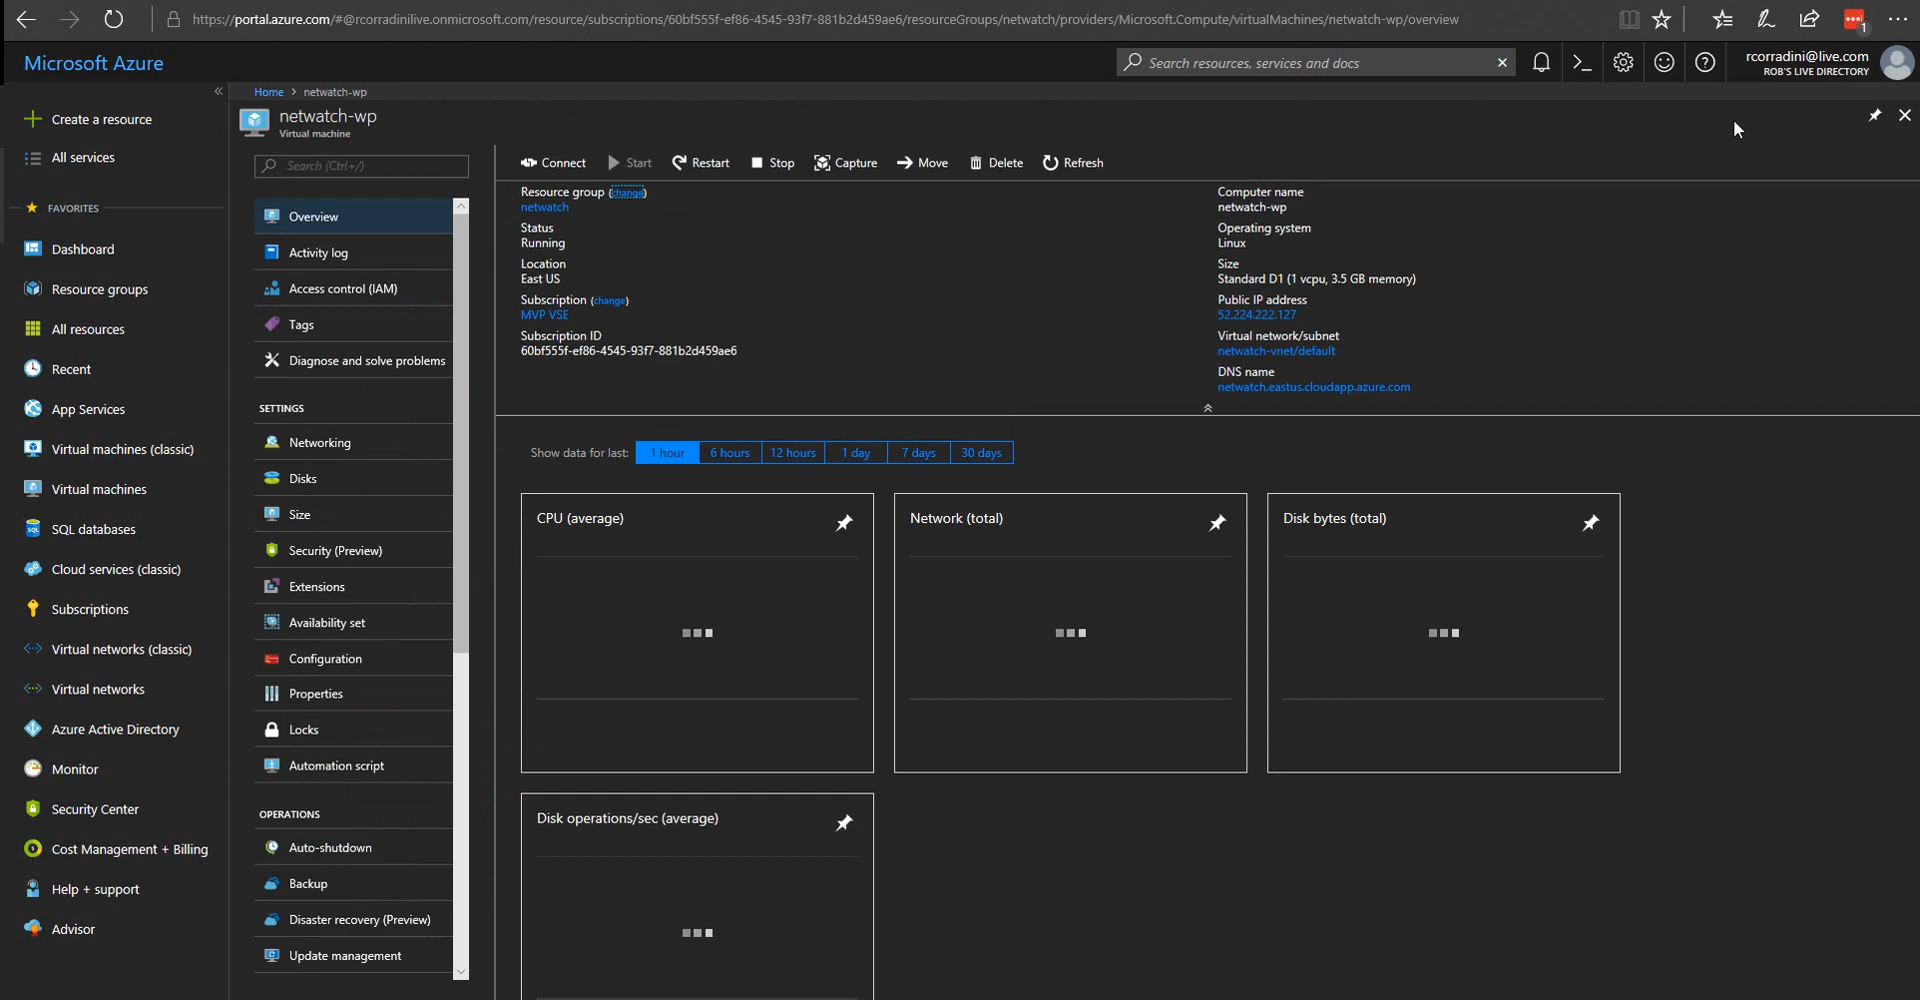 https://portal.azure.com/#@rcorradinilive.onmicrosoft.com/resource/subscriptions/60bf555f-ef86-4545-93f7-881b2d459ae6/resourceGroups/netwatch/providers/Microsoft.Compute/virtualMachines/netwatch-wp/overview
1
Microsoft Azure
Search resources, services and docs
rcorradini@live.com
ROB'S LIVE DIRECTORY
Home > netwatch-wp
netwatch-wp
Virtual machine
Create a resource
All services
FAVORITES
Dashboard
Resource groups
All resources
Recent
App Services
Virtual machines (classic)
Virtual machines
SQL databases
Cloud services (classic)
Subscriptions
Virtual networks (classic)
Virtual networks
Azure Active Directory
Monitor
Security Center
Cost Management + Billing
Help + support
Advisor
Search (Ctrl+/)
Overview
Activity log
Access control (IAM)
Tags
Diagnose and solve problems
SETTINGS
Networking
Disks
Size
Security (Preview)
Extensions
Availability set
Configuration
Properties
Locks
Automation script
OPERATIONS
Auto-shutdown
Backup
Disaster recovery (Preview)
Update management
Connect Start Restart Stop Capture Move Delete Refresh
Resource group (change)
netwatch
Status
Running
Location
East US
Subscription (change)
MVP VSE
Subscription ID
60bf555f-ef86-4545-93f7-881b2d459ae6
Computer name
netwatch-wp
Operating system
Linux
Size
Standard D1 (1 vcpu, 3.5 GB memory)
Public IP address
52.224.222.127
Virtual network/subnet
netwatch-vnet/default
DNS name
netwatch.eastus.cloudapp.azure.com
Show data for last: 1 hour 6 hours 12 hours 1 day 7 days 30 days
CPU (average)
Network (total)
Disk bytes (total)
Disk operations/sec (average)